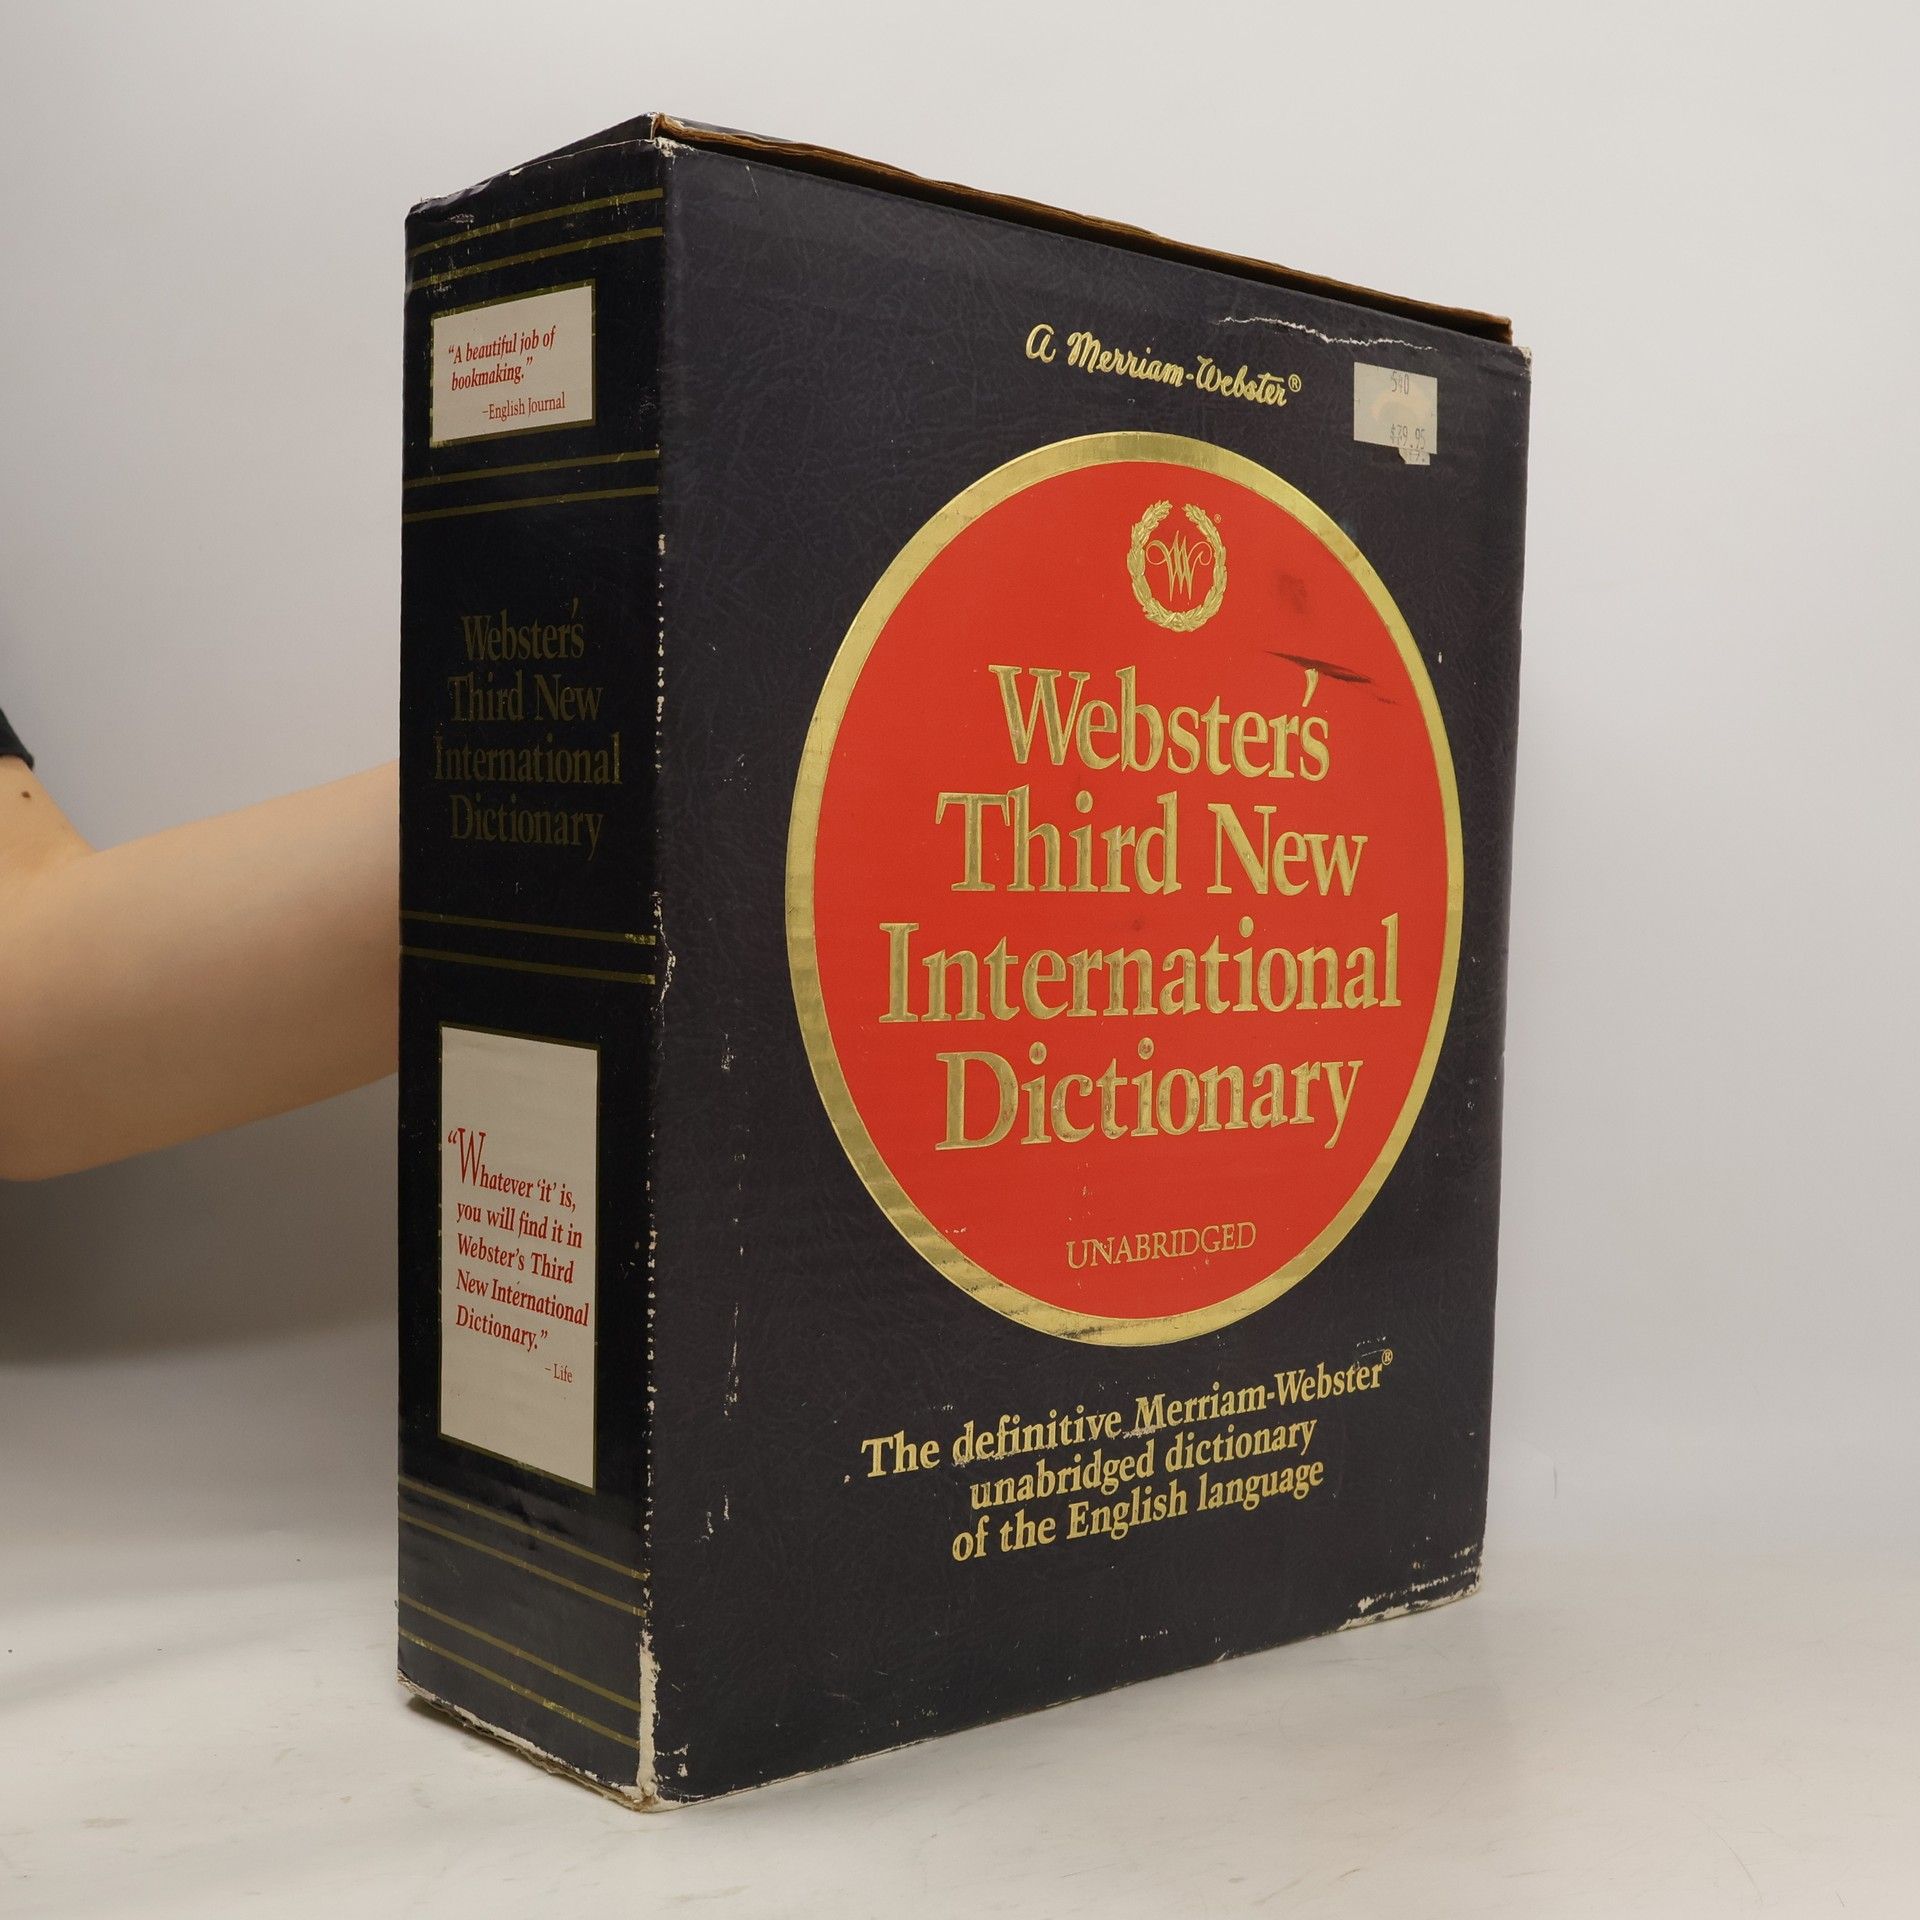 "A beautiful job of
bookmaking."
–English Journal
Webster's
Third New
International
Dictionary
"Whatever 'it' is,
you will find it in
Webster's Third
New International
Dictionary."
– Life
a Merriam-Webster®
$79.95
W
Webster's
Third New
International
Dictionary
UNABRIDGED
The definitive Merriam-Webster®
unabridged dictionary
of the English language